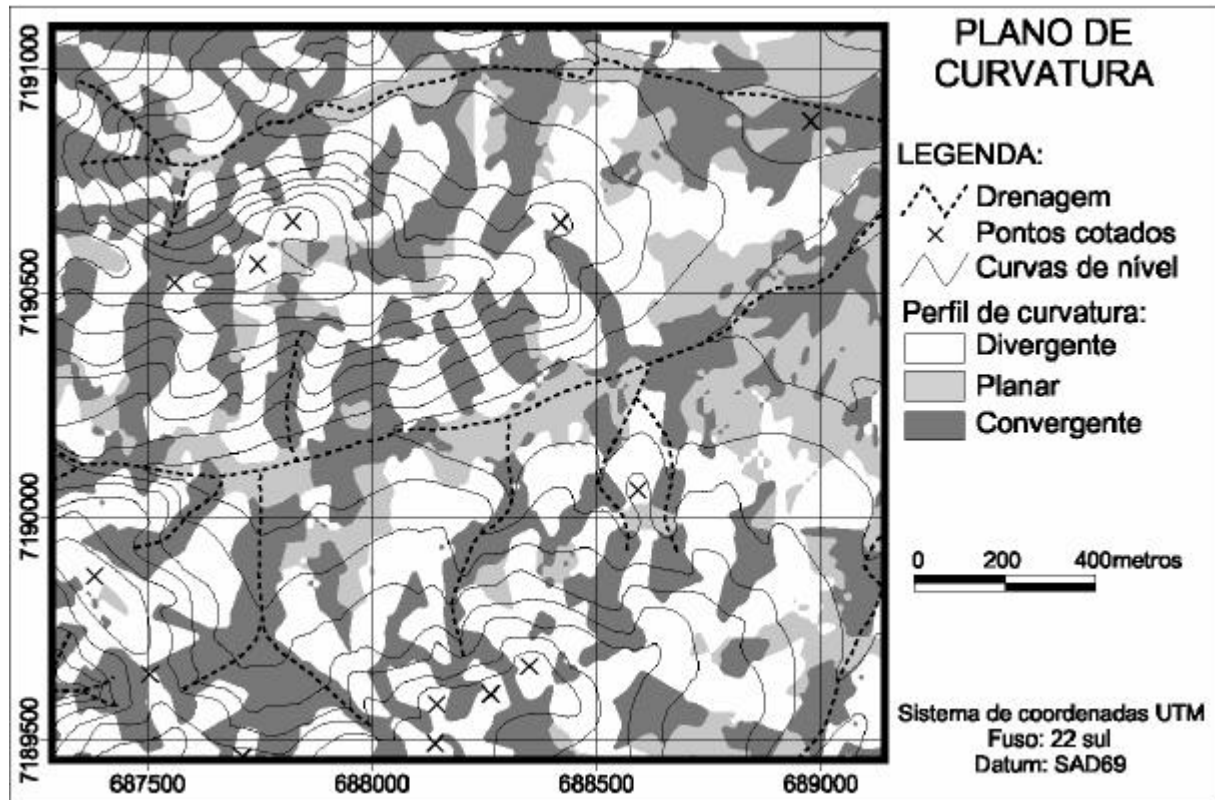 PLANO DE
CURVATURA
LEGENDA:
Drenagem
Pontos cotados
Curvas de nível
Perfil de curvatura:
Divergente
Planar
Convergente
0 200 400metros
Sistema de coordenadas UTM
Fuso: 22 sul
Datum: SAD69
7191000
7190500
7190000
7189500
687500 688000 688500 689000